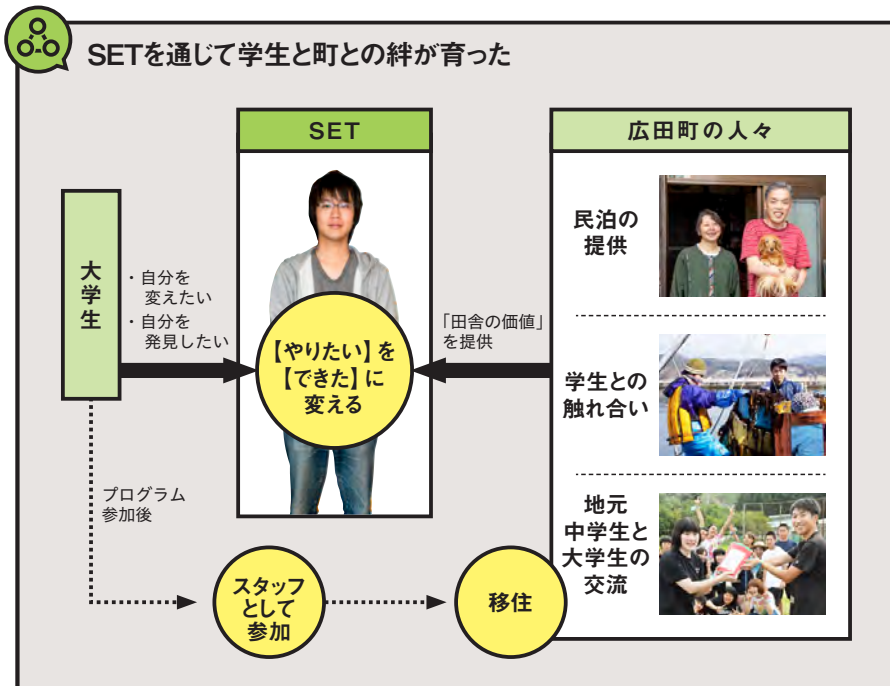 SETを通じて学生と町との絆が育った
SET
広田町の人々
大学生
・自分を
変えたい
・自分を
発見したい
【やりたい】を
【できた】に
変える
「田舎の価値」
を提供
民泊の
提供
学生との
触れ合い
地元
中学生と
大学生の
交流
プログラム
参加後
スタッフ
として
参加
移住